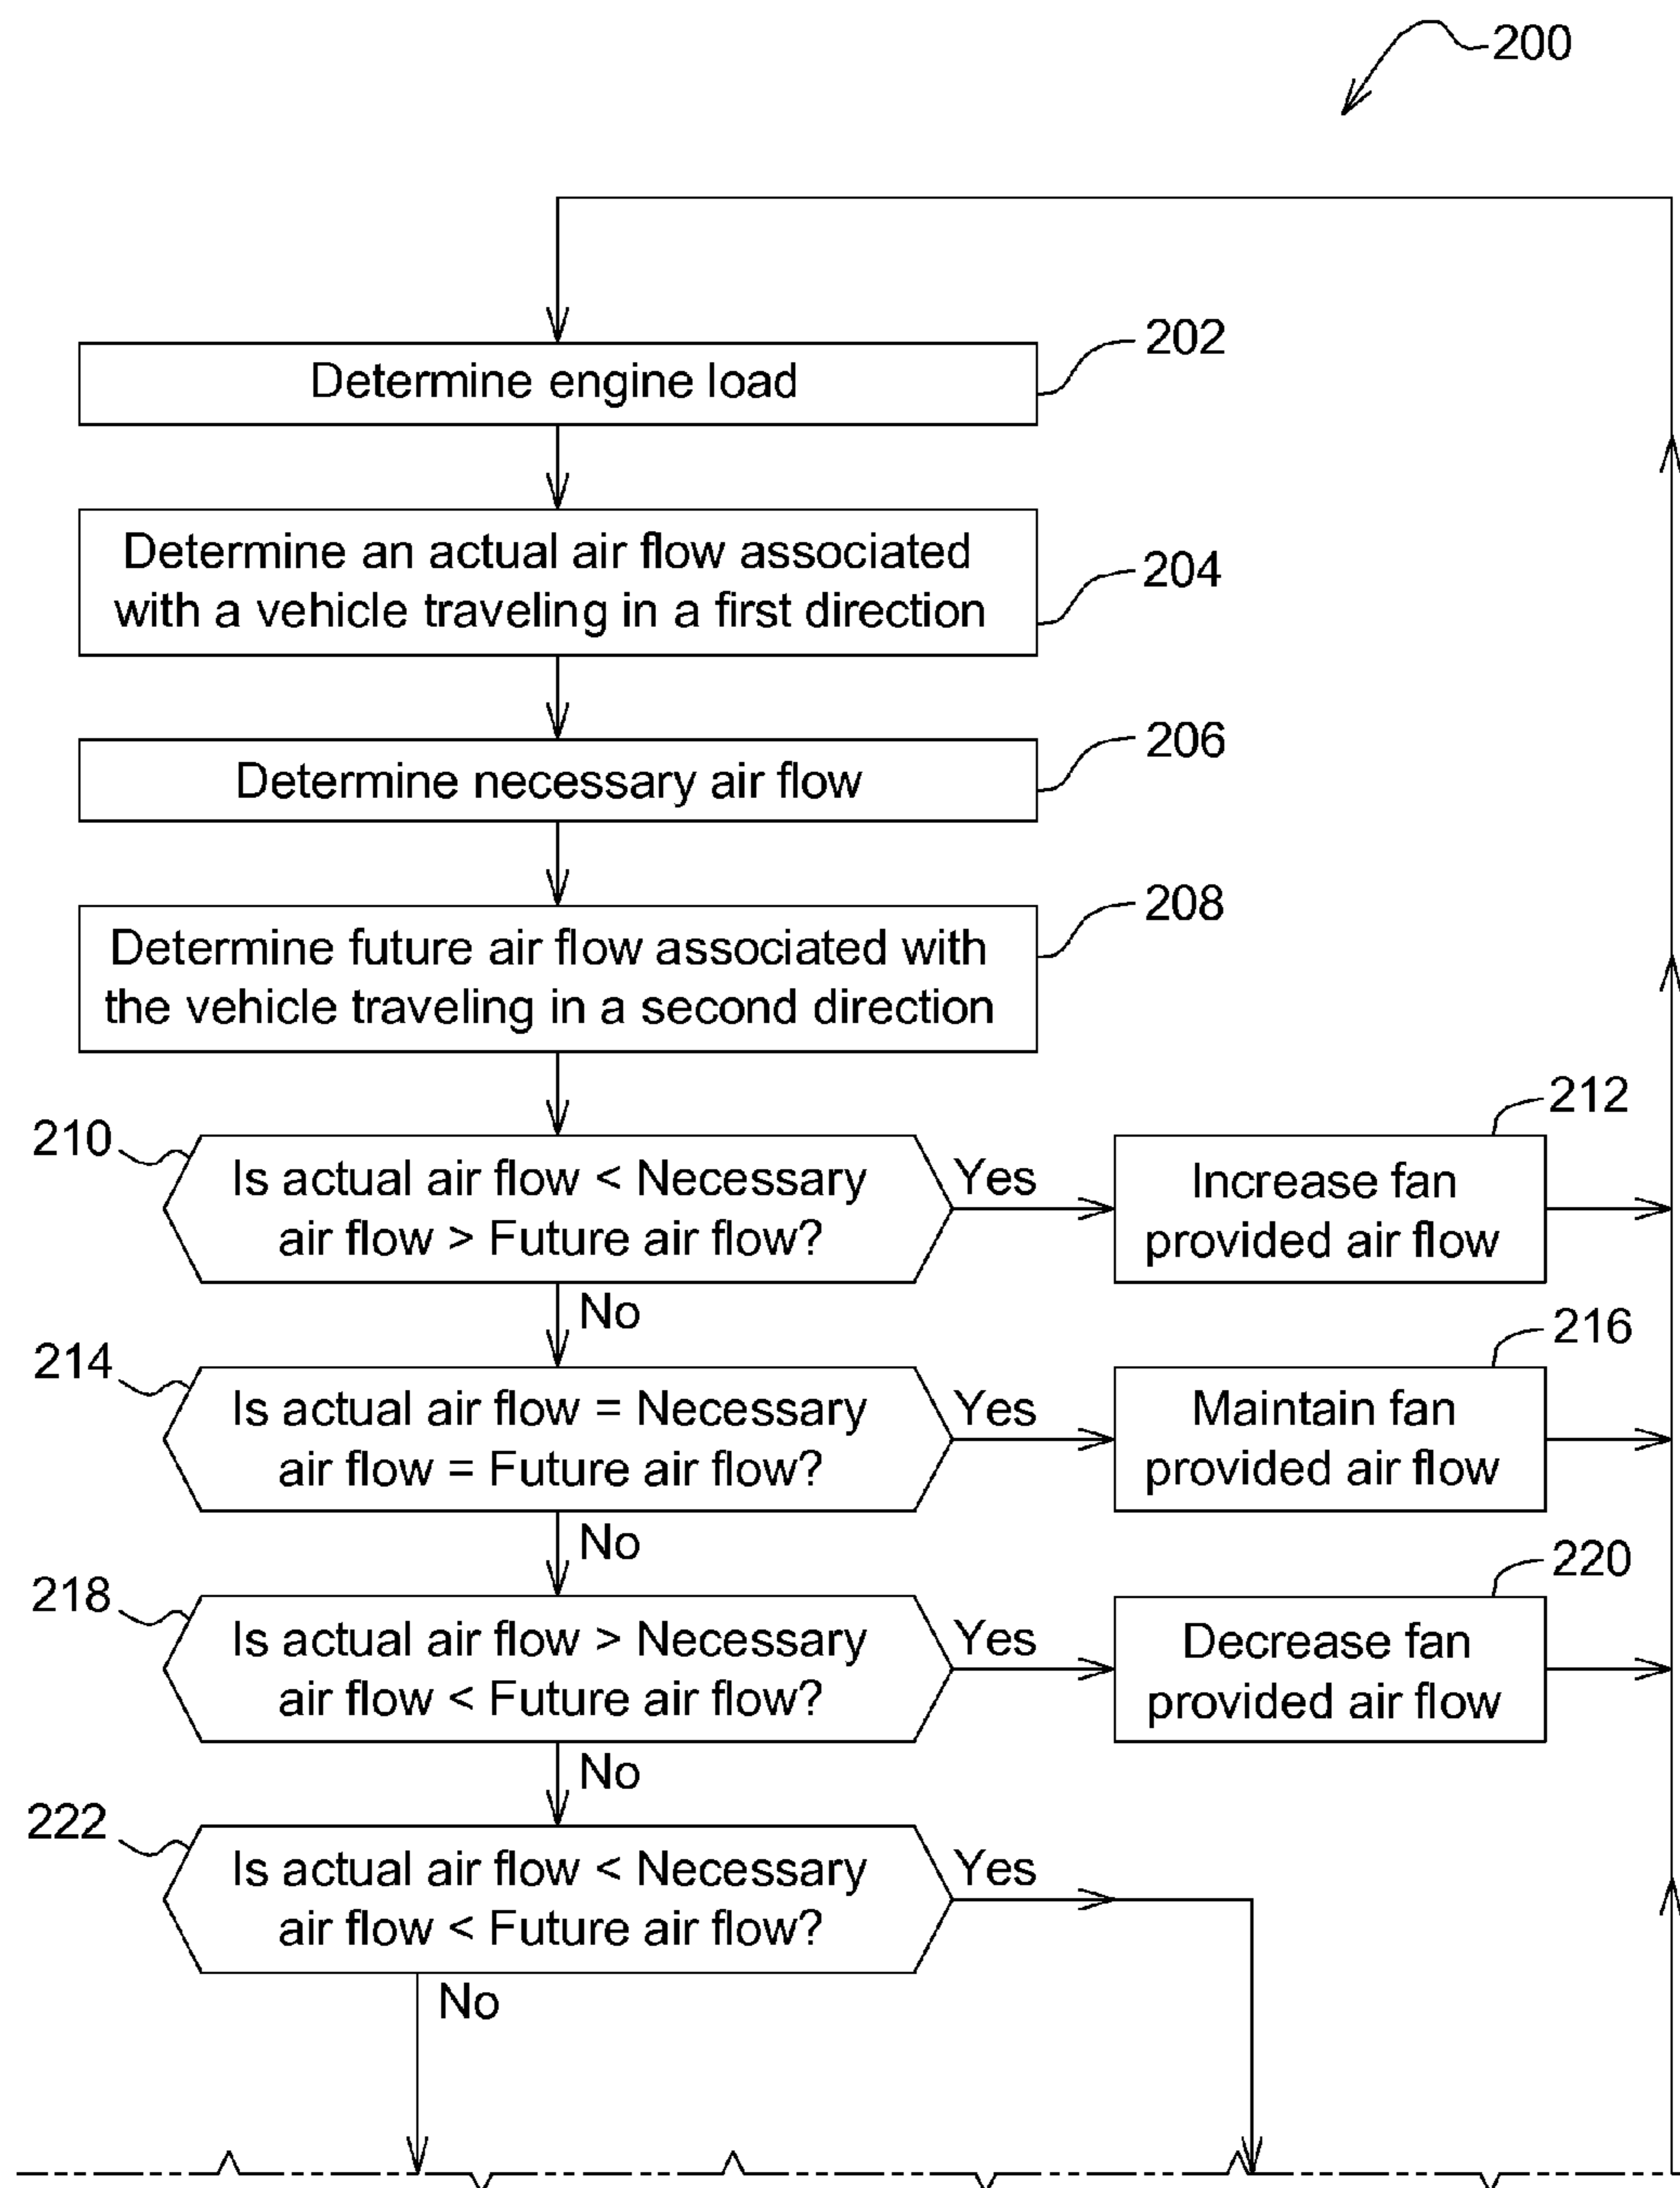 200
202
Determine engine load
Determine an actual air flow associated
with a vehicle traveling in a first direction
204
206
Determine necessary air flow
208
Determine future air flow associated with
the vehicle traveling in a second direction
210
Is actual air flow < Necessary
air flow > Future air flow?
Yes
212
Increase fan
provided air flow
No
214
Is actual air flow = Necessary
air flow = Future air flow?
Yes
216
Maintain fan
provided air flow
No
218
Is actual air flow > Necessary
air flow < Future air flow?
Yes
220
Decrease fan
provided air flow
No
222
Is actual air flow < Necessary
air flow < Future air flow?
Yes
No